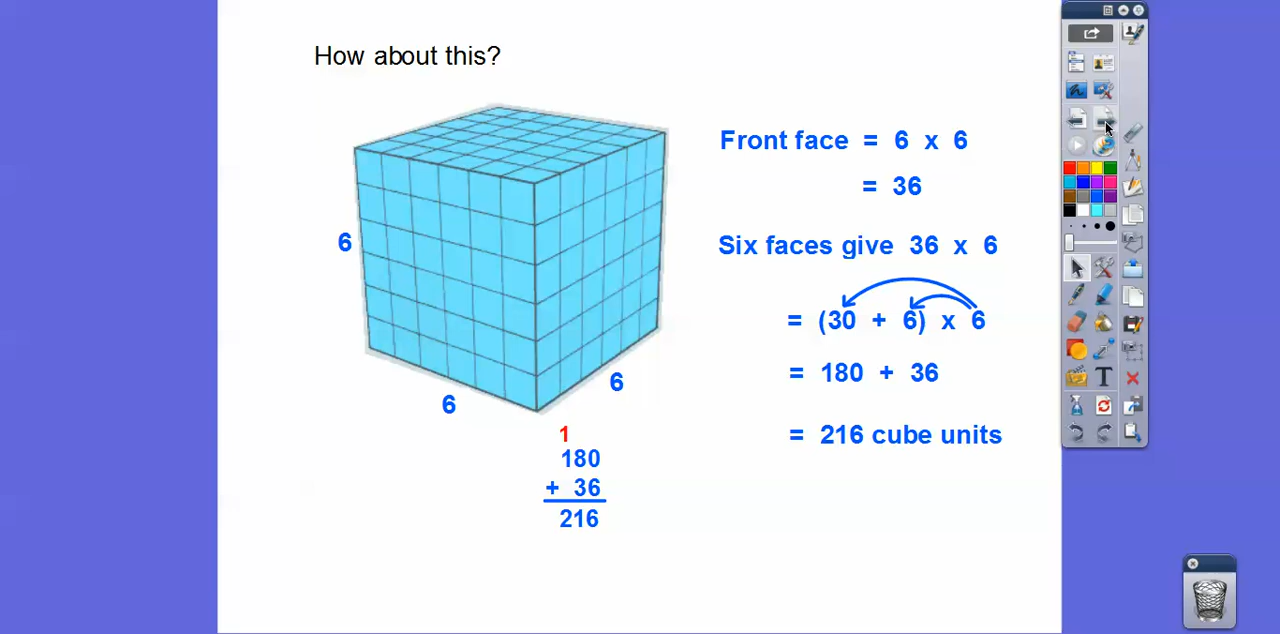 How about this?
Front face = 6 x 6
= 36
Six faces give 36 x 6
= (30 + 6) x 6
= 180 + 36
= 216 cube units
6
6
6
1
180
+ 36
216
T